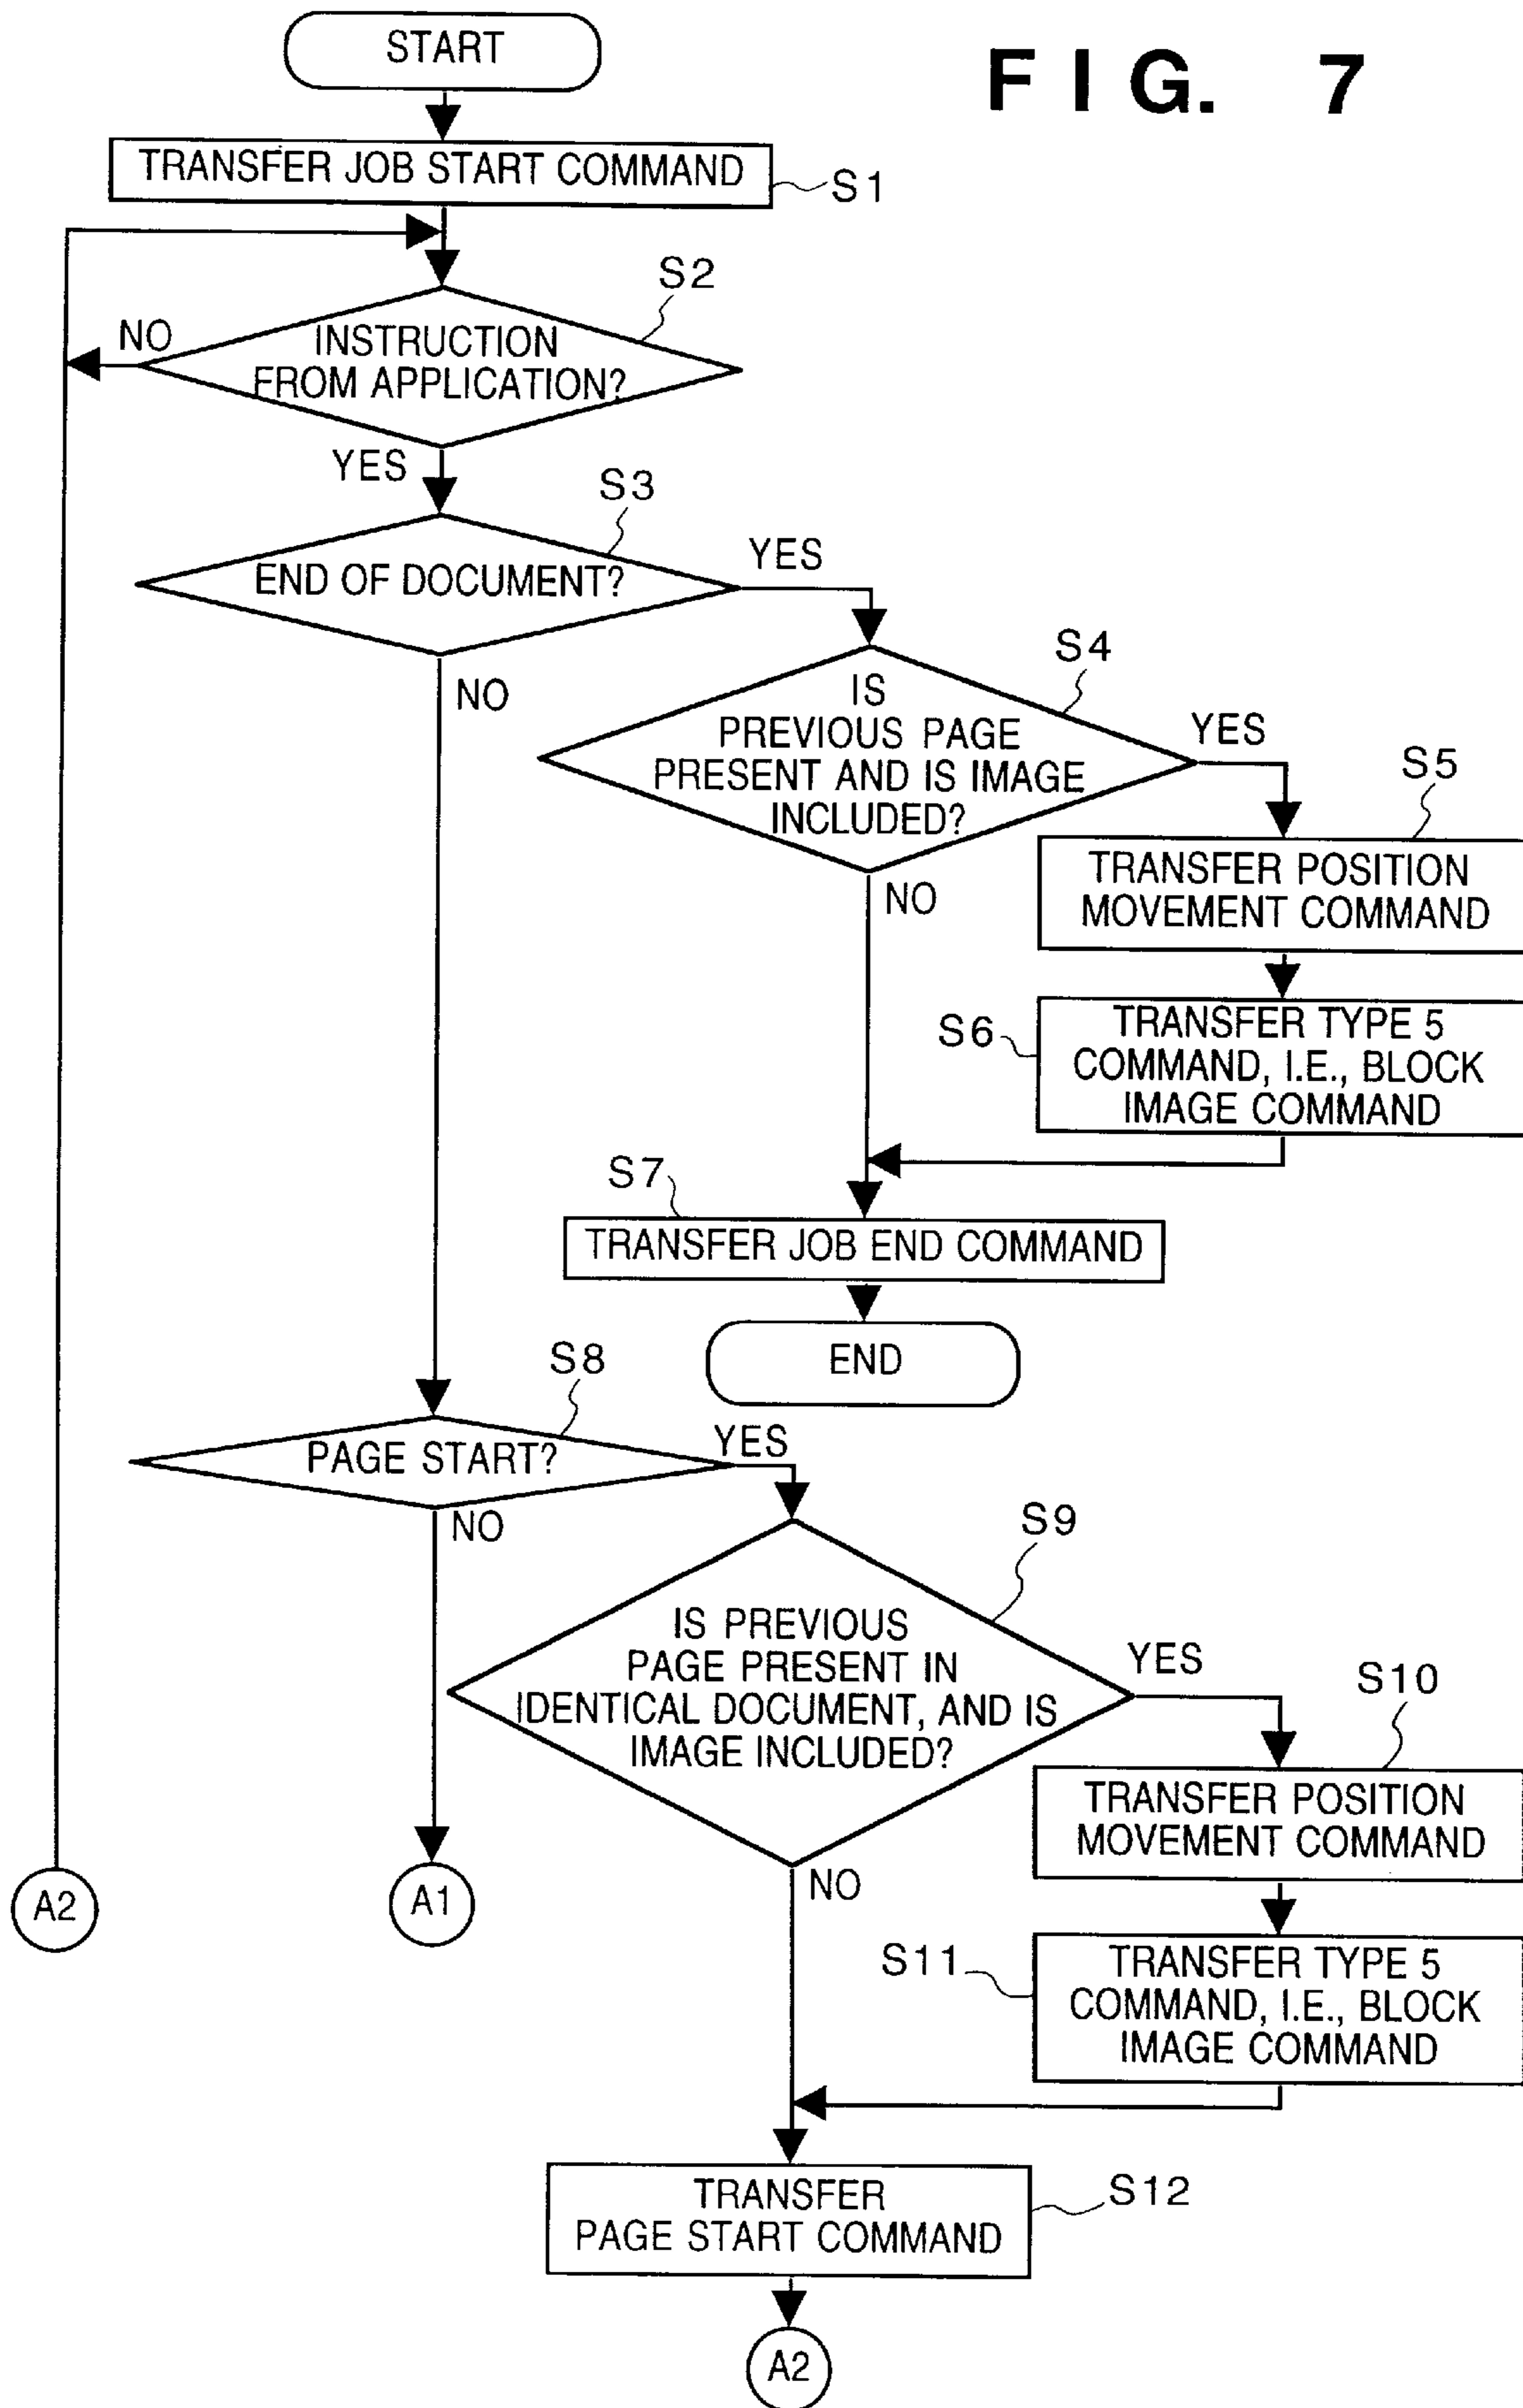 START
FIG. 7
TRANSFER JOB START COMMAND
S1
S2
NO
INSTRUCTION
FROM APPLICATION?
YES
S3
YES
END OF DOCUMENT?
NO
S4
IS
PREVIOUS PAGE
PRESENT AND IS IMAGE
INCLUDED?
YES
S5
NO
TRANSFER POSITION
MOVEMENT COMMAND
S6
TRANSFER TYPE 5
COMMAND, I.E., BLOCK
IMAGE COMMAND
S7
TRANSFER JOB END COMMAND
END
S8
PAGE START?
YES
NO
S9
IS PREVIOUS
PAGE PRESENT IN
IDENTICAL DOCUMENT, AND IS
IMAGE INCLUDED?
YES
S10
TRANSFER POSITION
MOVEMENT COMMAND
NO
A2
A1
S11
TRANSFER TYPE 5
COMMAND, I.E., BLOCK
IMAGE COMMAND
TRANSFER
PAGE START COMMAND
S12
A2